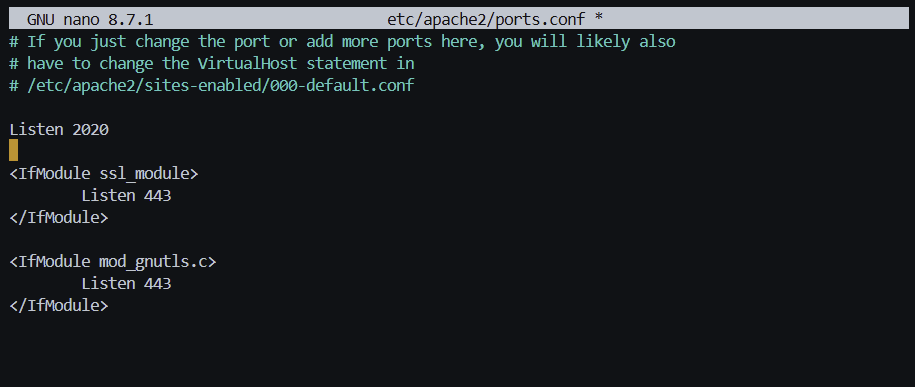 GNU nano 8.7.1 etc/apache2/ports.conf *
# If you just change the port or add more ports here, you will likely also
# have to change the VirtualHost statement in
# /etc/apache2/sites-enabled/000-default.conf
Listen 2020
<IfModule ssl_module>
Listen 443
</IfModule>
<IfModule mod_gnutls.c>
Listen 443
</IfModule>